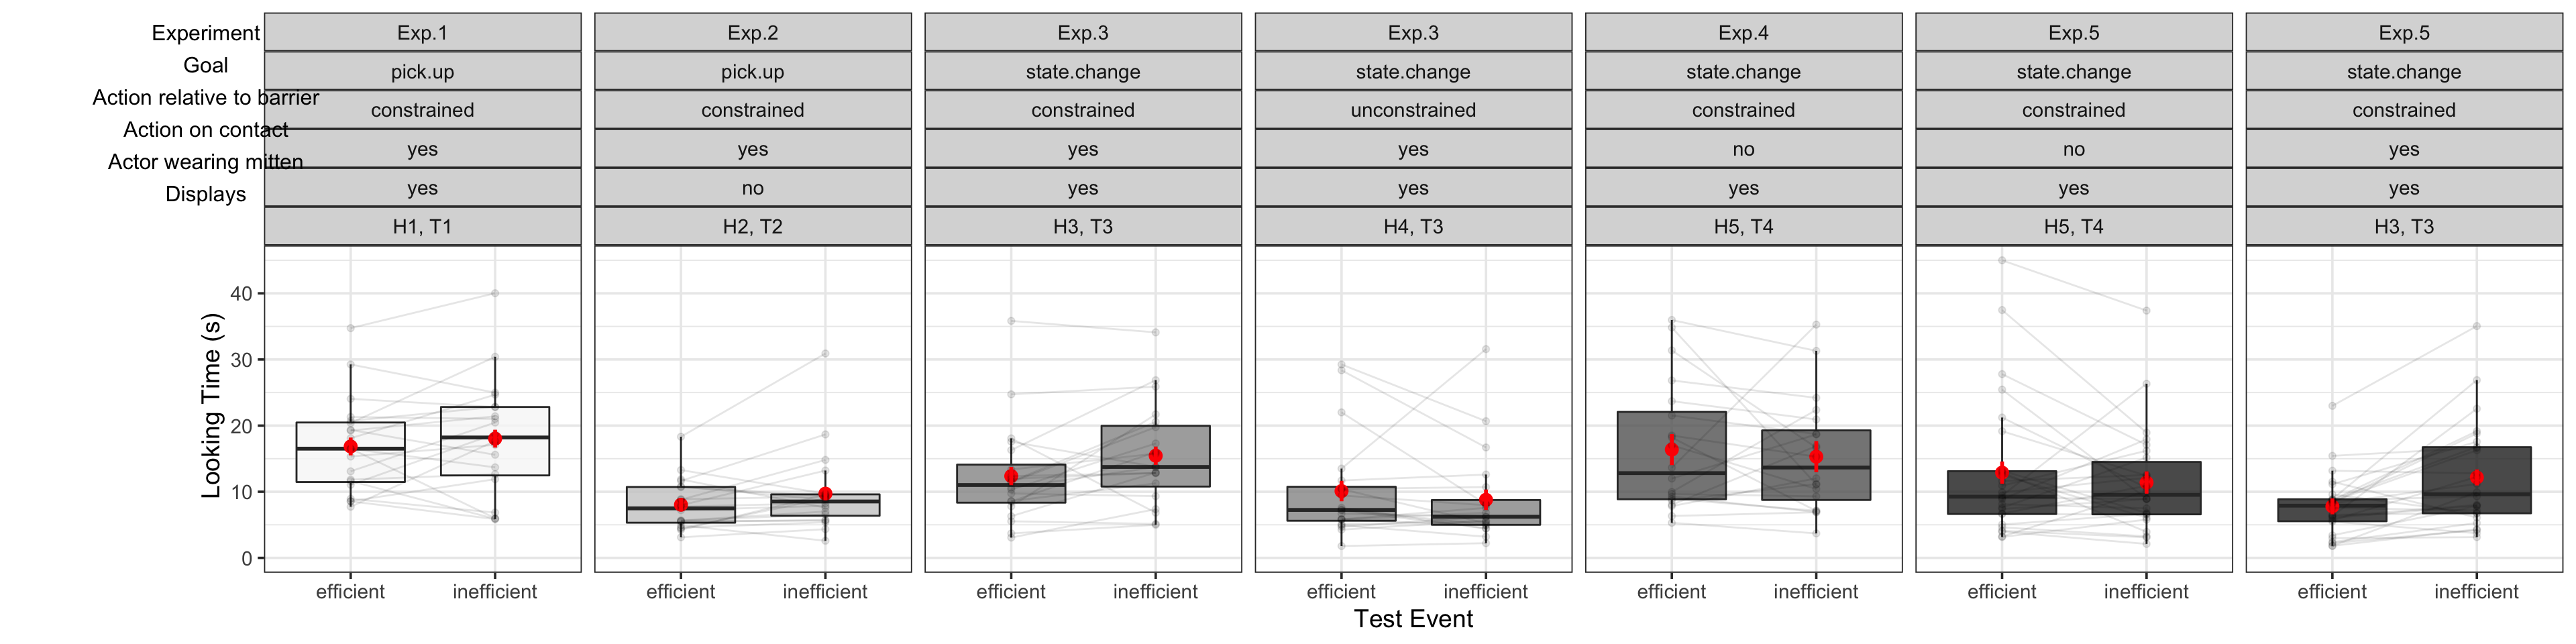 Experiment Exp.1 Exp.2 Exp.3 Exp.3 Exp.4 Exp.5 Exp.5
Goal pick.up pick.up state.change state.change state.change state.change state.change
Action relative to barrier constrained constrained constrained unconstrained constrained constrained constrained
Action on contact yes yes yes yes no no yes
Actor wearing mitten yes no yes yes yes yes yes
Displays H1, T1 H2, T2 H3, T3 H4, T3 H5, T4 H5, T4 H3, T3
Looking Time (s)
40
30
20
10
0
efficient inefficient efficient inefficient efficient inefficient efficient inefficient efficient inefficient efficient inefficient efficient inefficient
Test Event